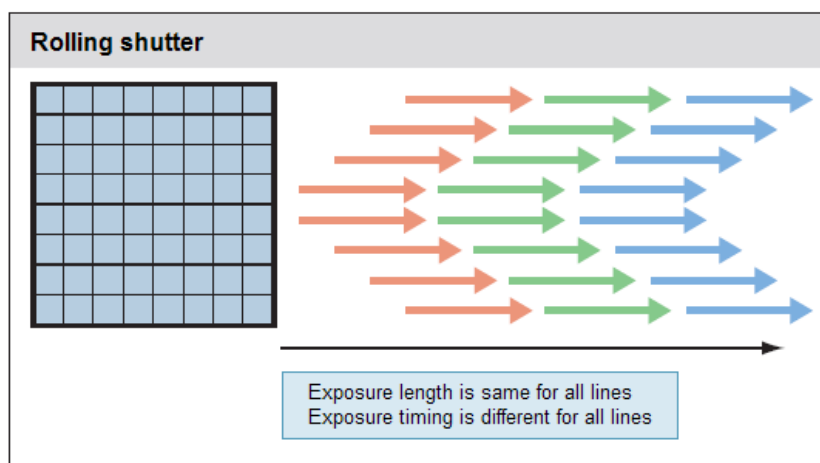 Rolling shutter
Exposure length is same for all lines
Exposure timing is different for all lines